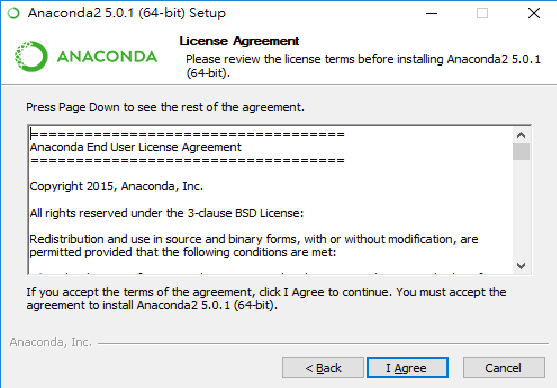 Anaconda2 5.0.1 (64-bit) Setup
License Agreement
ANACONDA
Please review the license terms before installing Anaconda2 5.0.1
(64-bit).
Press Page Down to see the rest of the agreement.
===================================
Anaconda End User License Agreement
===================================
Copyright 2015, Anaconda, Inc.
All rights reserved under the 3-clause BSD License:
Redistribution and use in source and binary forms, with or without modification, are
permitted provided that the following conditions are met:
If you accept the terms of the agreement, click I Agree to continue. You must accept the
agreement to install Anaconda2 5.0.1 (64-bit).
Anaconda, Inc.
< Back
I Agree
Cancel